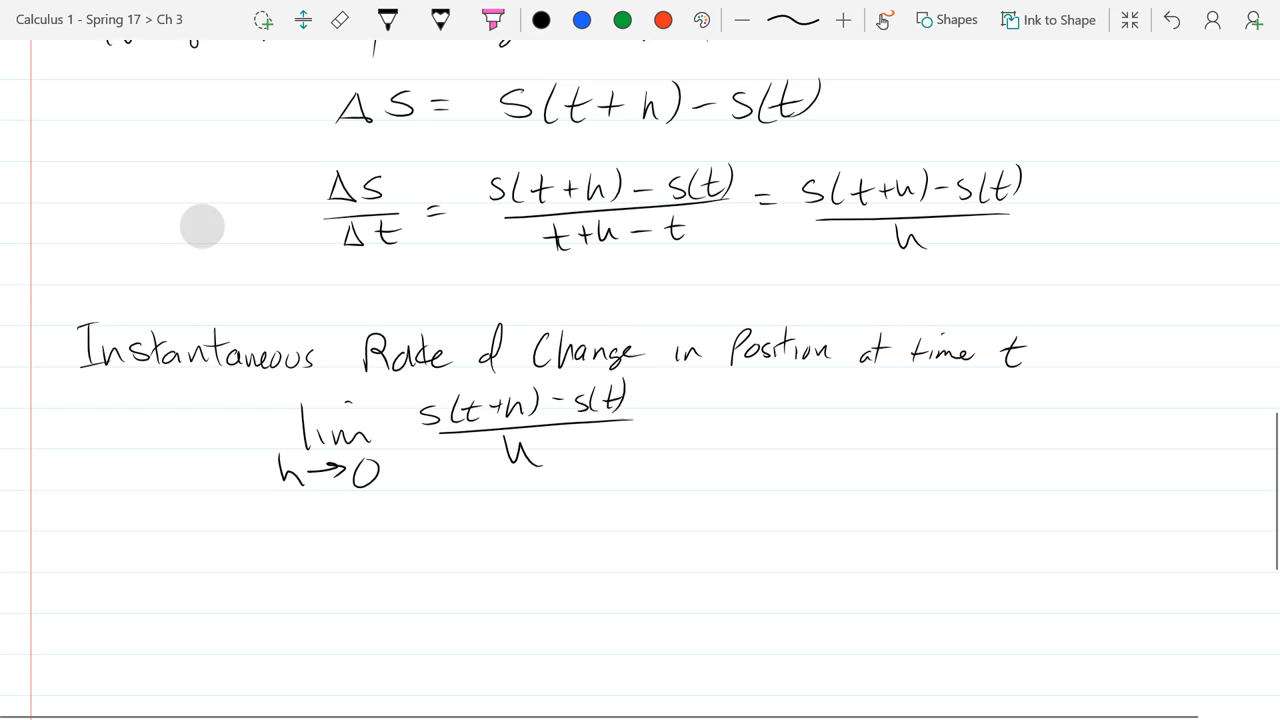 Calculus 1 - Spring 17 > Ch 3 Shapes Ink to Shape
Δs = s(t+h) - s(t)
Δs/Δt = (s(t+h) - s(t))/(t+h-t) = (s(t+h) - s(t))/h
Instantaneous Rate of Change in Position at time t
lim h→0 (s(t+h) - s(t))/h